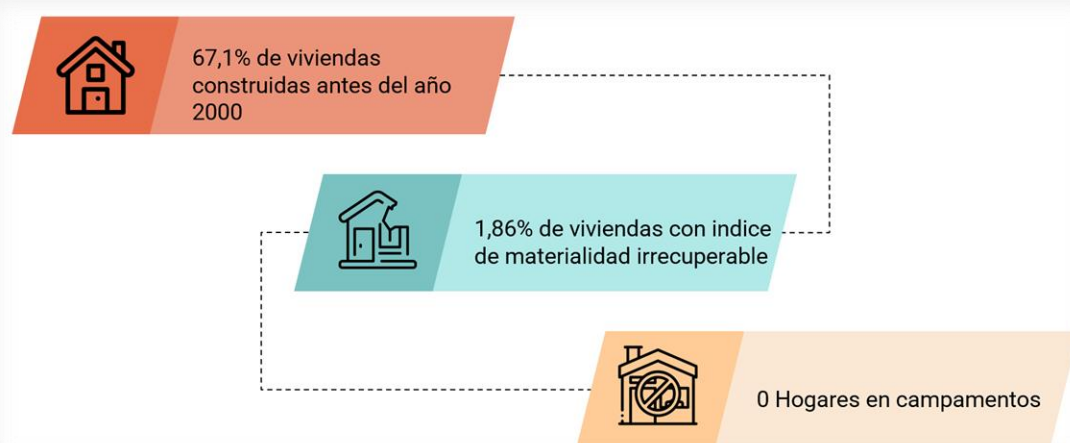 67,1% de viviendas
construidas antes del año
2000
1,86% de viviendas con indice
de materialidad irrecuperable
0 Hogares en campamentos